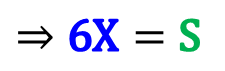 ⇒ 6X = S